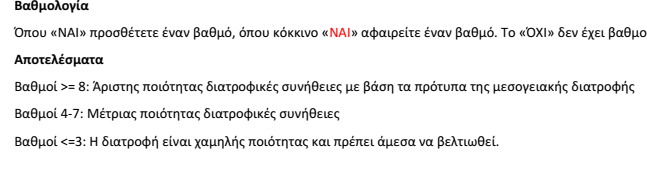 Βαθμολογία
Όπου «ΝΑΙ» προσθέτετε έναν βαθμό, όπου κόκκινο «ΝΑΙ» αφαιρείτε έναν βαθμό. Το «ΌΧΙ» δεν έχει βαθμο
Αποτελέσματα
Βαθμοί >= 8: Άριστης ποιότητας διατροφικές συνήθειες με βάση τα πρότυπα της μεσογειακής διατροφής
Βαθμοί 4-7: Μέτριας ποιότητας διατροφικές συνήθειες
Βαθμοί <=3: Η διατροφή είναι χαμηλής ποιότητας και πρέπει άμεσα να βελτιωθεί.